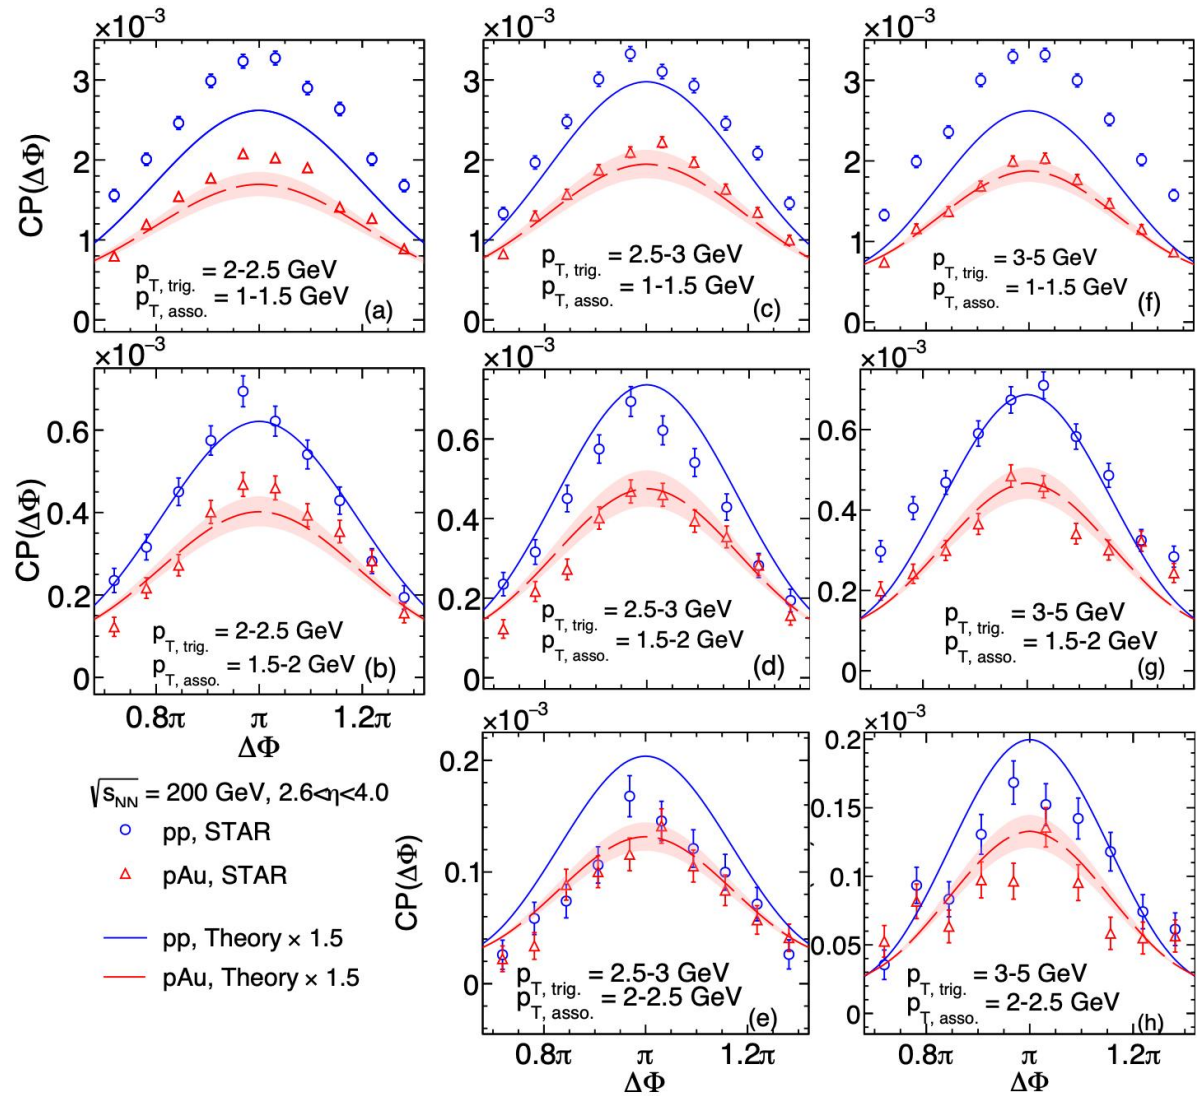 ×10⁻³
CP(ΔΦ)
3
2
1
0
p_T, trig. = 2-2.5 GeV
p_T, asso. = 1-1.5 GeV
(a)
×10⁻³
p_T, trig. = 2.5-3 GeV
p_T, asso. = 1-1.5 GeV
(c)
×10⁻³
3
2
1
0
p_T, trig. = 3-5 GeV
p_T, asso. = 1-1.5 GeV
(f)
×10⁻³
CP(ΔΦ)
0.6
0.4
0.2
0
p_T, trig. = 2-2.5 GeV
p_T, asso. = 1.5-2 GeV
(b)
0.8π π 1.2π
ΔΦ
×10⁻³
0.6
0.4
0.2
0
p_T, trig. = 2.5-3 GeV
p_T, asso. = 1.5-2 GeV
(d)
×10⁻³
0.6
0.4
0.2
0
p_T, trig. = 3-5 GeV
p_T, asso. = 1.5-2 GeV
(g)
√s_NN = 200 GeV, 2.6<η<4.0
pp, STAR
pAu, STAR
pp, Theory × 1.5
pAu, Theory × 1.5
×10⁻³
CP(ΔΦ)
0.2
0.1
0
p_T, trig. = 2.5-3 GeV
p_T, asso. = 2-2.5 GeV
(e)
0.8π π 1.2π
ΔΦ
×10⁻³
0.2
0.15
0.1
0.05
0
p_T, trig. = 3-5 GeV
p_T, asso. = 2-2.5 GeV
(h)
0.8π π 1.2π
ΔΦ